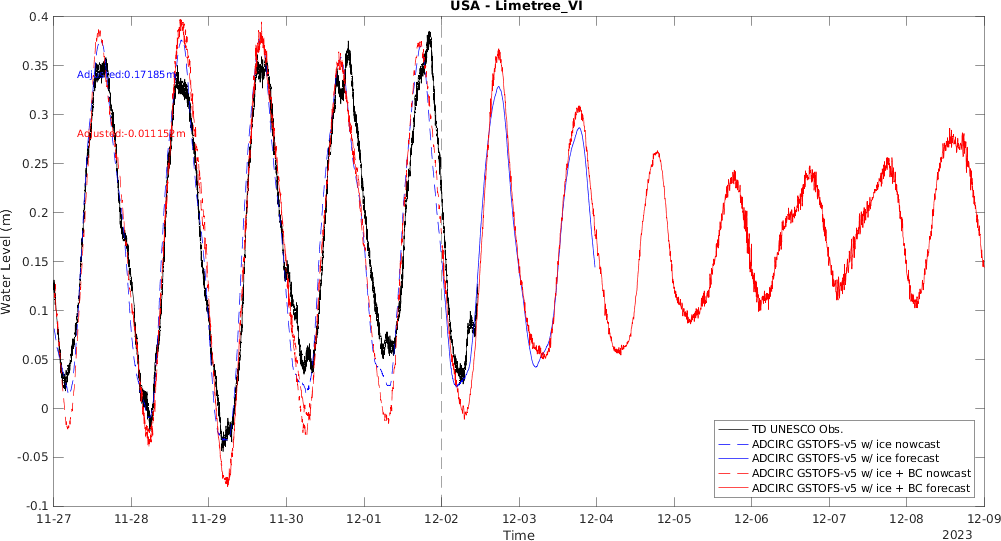 USA - Limetree_VI
0.4
0.35
0.3
0.25
0.2
0.15
0.1
0.05
0
-0.05
-0.1
Water Level (m)
Adjusted:0.17185m
Adjusted:-0.011152m
TD UNESCO Obs.
ADCIRC GSTOFS-v5 w/ ice nowcast
ADCIRC GSTOFS-v5 w/ ice forecast
ADCIRC GSTOFS-v5 w/ ice + BC nowcast
ADCIRC GSTOFS-v5 w/ ice + BC forecast
11-27 11-28 11-29 11-30 12-01 12-02 12-03 12-04 12-05 12-06 12-07 12-08 12-09
Time
2023